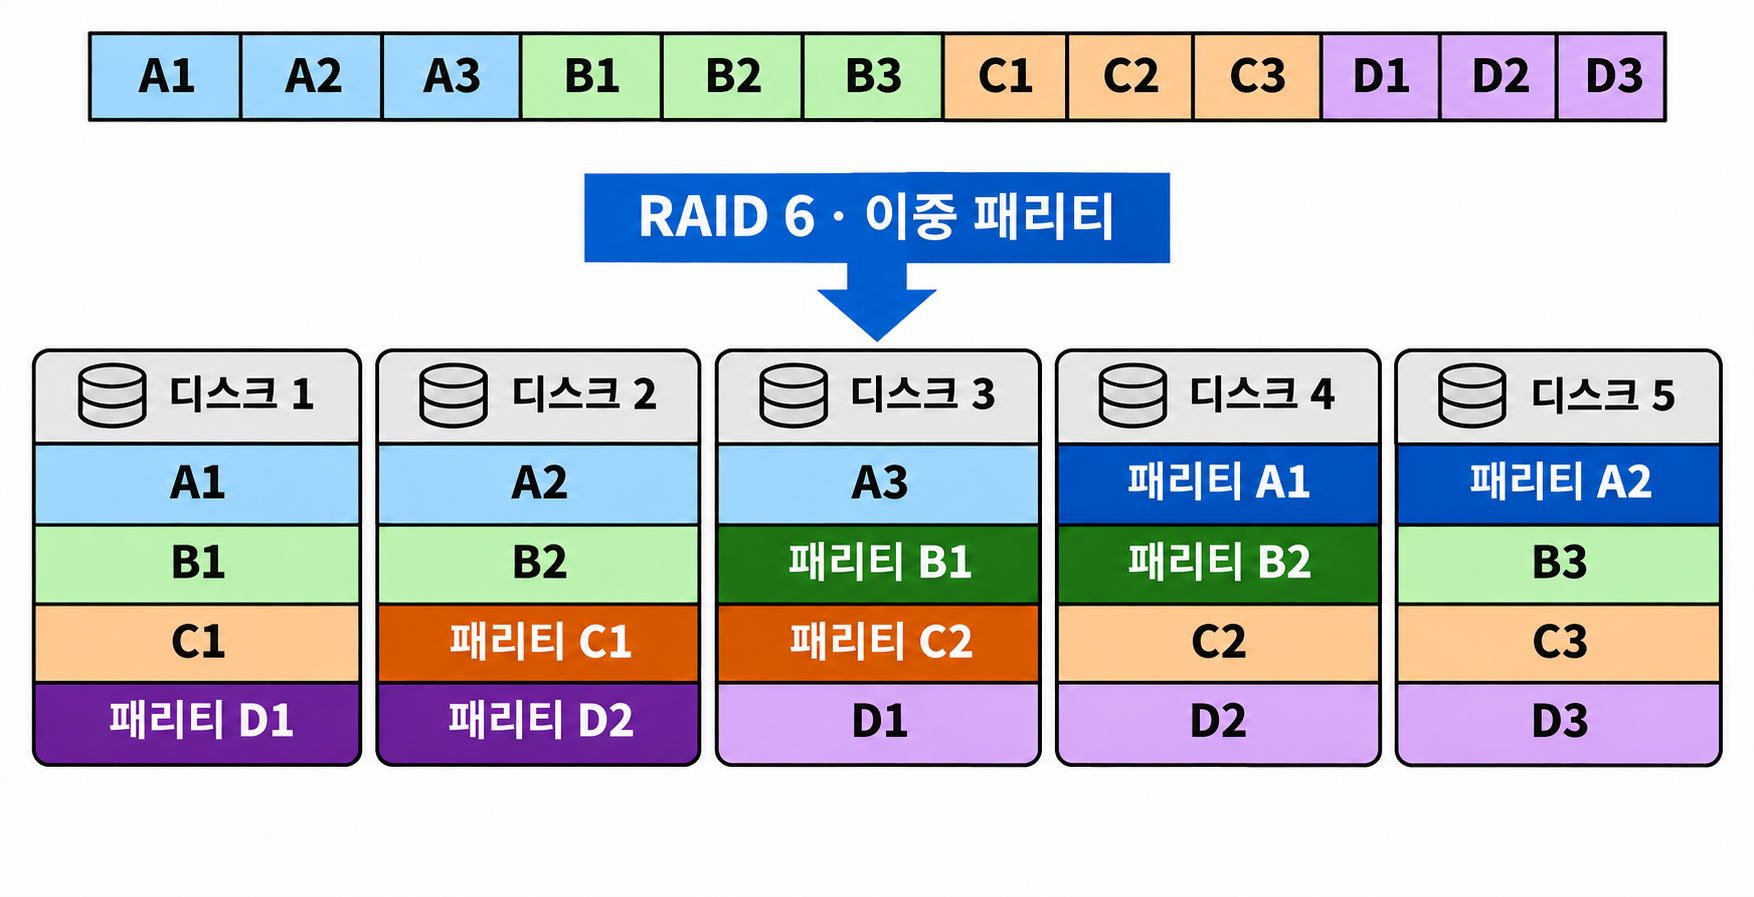 A1 A2 A3 B1 B2 B3 C1 C2 C3 D1 D2 D3
RAID 6 · 이중 패리티
디스크 1 디스크 2 디스크 3 디스크 4 디스크 5
A1 A2 A3 패리티 A1 패리티 A2
B1 B2 패리티 B1 패리티 B2 B3
C1 패리티 C1 패리티 C2 C2 C3
패리티 D1 패리티 D2 D1 D2 D3